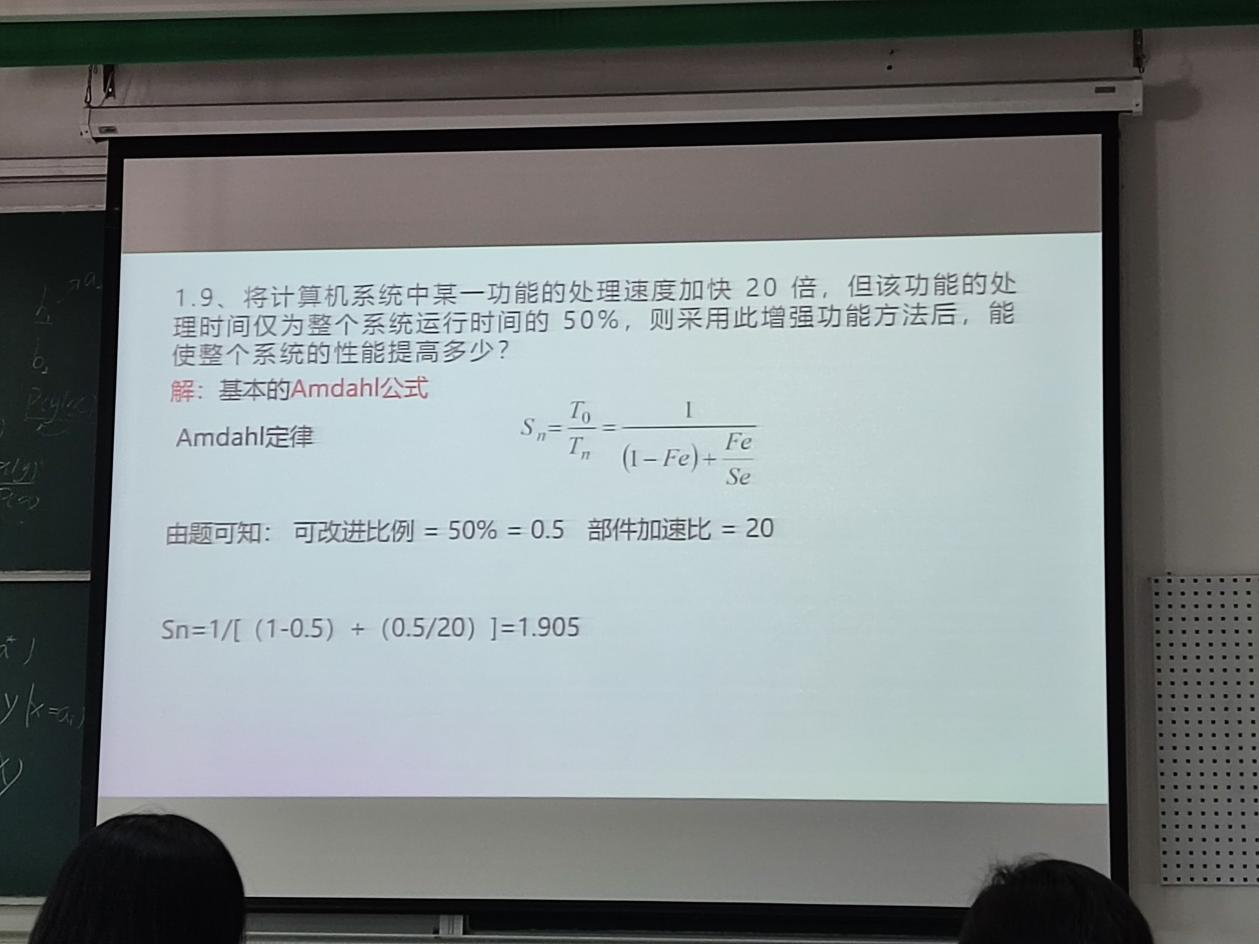 1.9、将计算机系统中某一功能的处理速度加快 20 倍，但该功能的处
理时间仅为整个系统运行时间的 50%，则采用此增强功能方法后，能
使整个系统的性能提高多少？
解：基本的Amdahl公式
Amdahl定律
S_n = T_0 / T_n = 1 / ((1 − Fe) + Fe / Se)
由题可知： 可改进比例 = 50% = 0.5 部件加速比 = 20
Sn=1/[（1-0.5）+（0.5/20）]=1.905